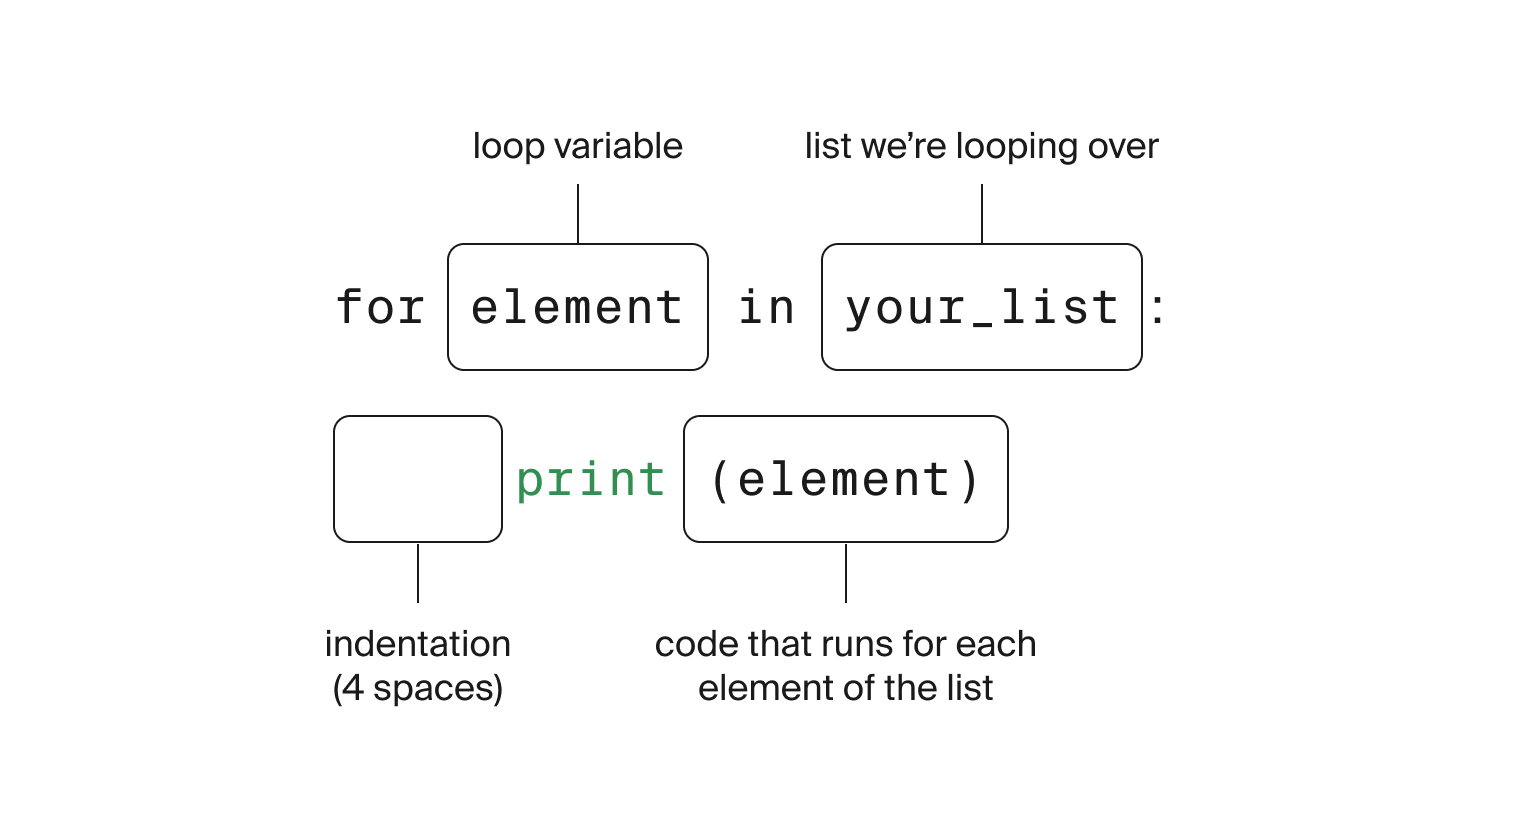 loop variable
list we’re looping over
for element in your_list:
print (element)
indentation
(4 spaces)
code that runs for each
element of the list